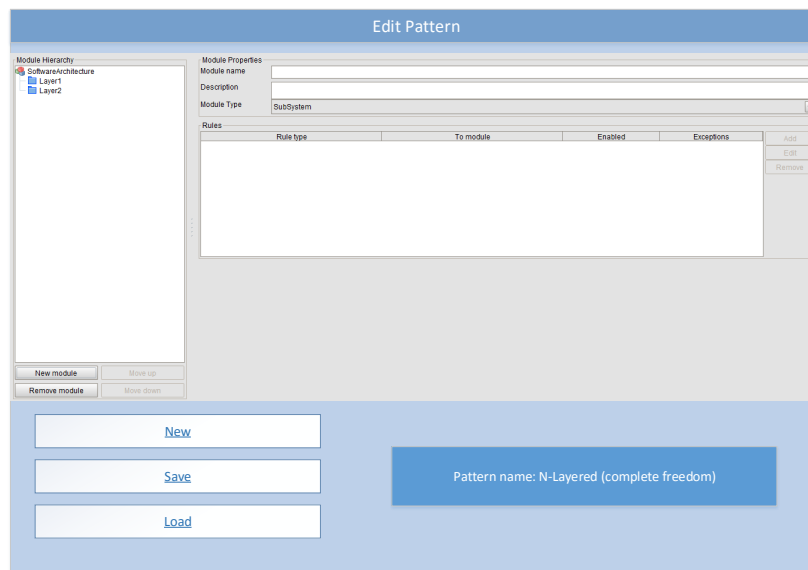 Edit Pattern
Module Hierarchy
SoftwareArchitecture
Layer1
Layer2
New module
Move up
Remove module
Move down
Module Properties
Module name
Description
Module Type
SubSystem
Rules
Rule type
To module
Enabled
Exceptions
Add
Edit
Remove
New
Save
Load
Pattern name: N-Layered (complete freedom)